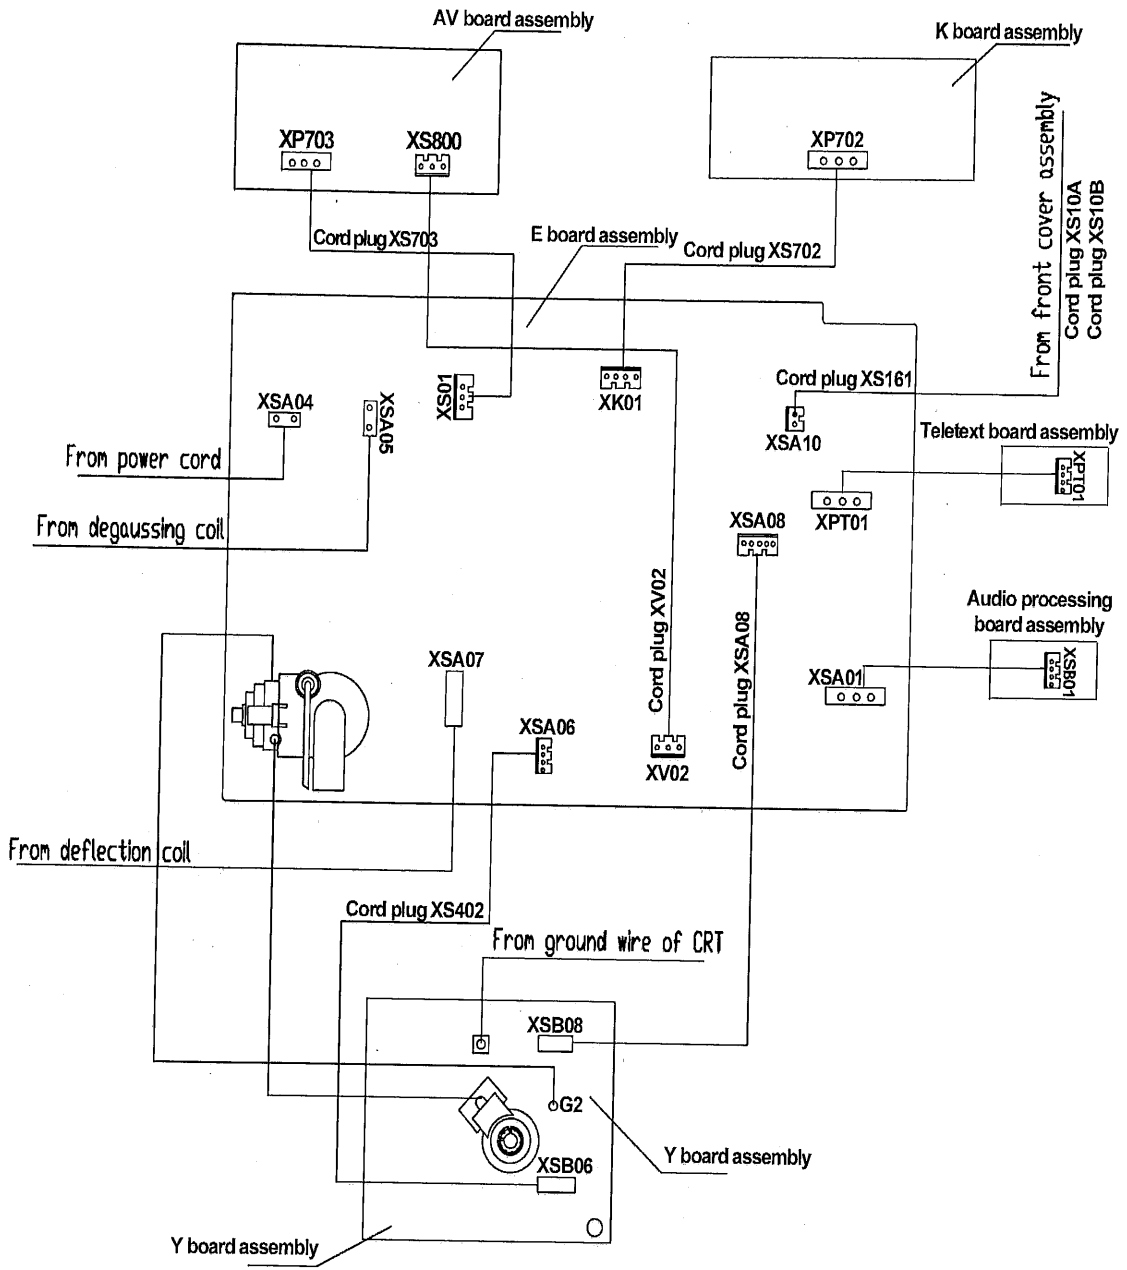 AV board assembly
K board assembly
XP703
XS800
XP702
From front cover assembly
Cord plug XS10A
Cord plug XS10B
Cord plug XS703
E board assembly
Cord plug XS702
XSA04
XSA05
XS01
XK01
Cord plug XS161
XSA10
Teletext board assembly
XPT01
From power cord
XPT01
From degaussing coil
XSA08
Cord plug XV02
Cord plug XSA08
Audio processing
board assembly
XSB01
XSA07
XSA01
XSA06
XV02
From deflection coil
Cord plug XS402
From ground wire of CRT
XSB08
G2
Y board assembly
XSB06
Y board assembly